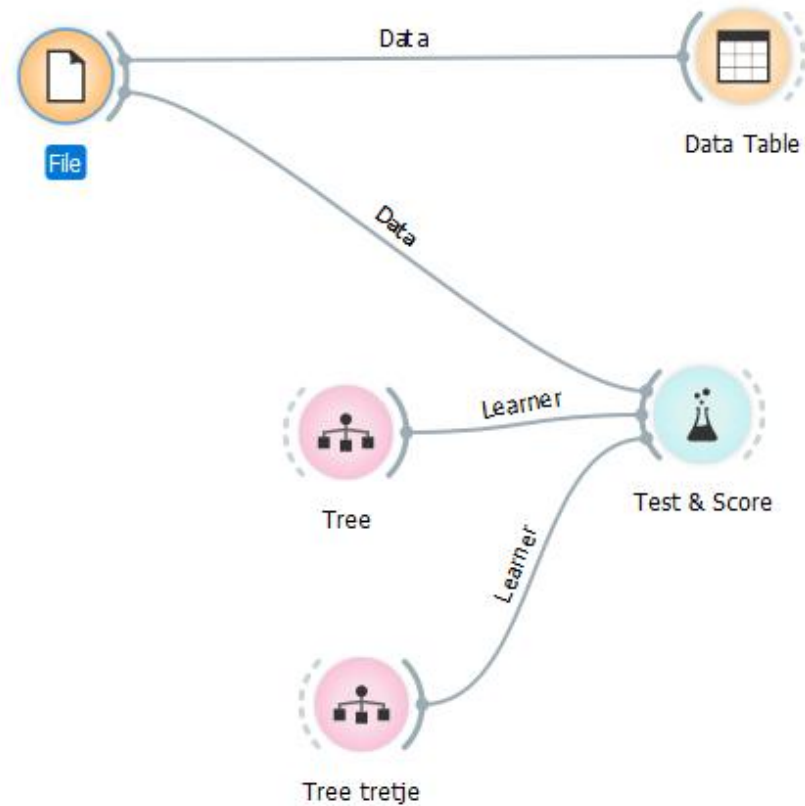 Data
Data Table
File
Data
Learner
Tree
Test & Score
Learner
Tree tretje